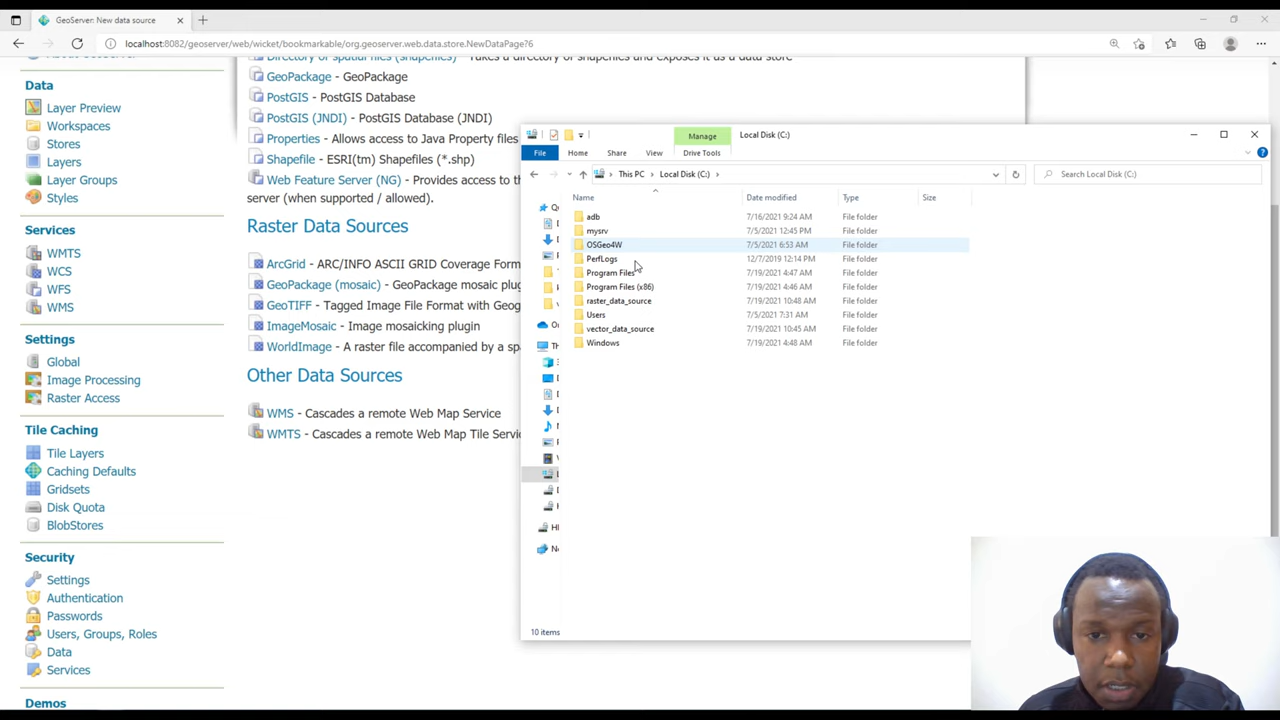 GeoServer: New data source
localhost:8082/geoserver/web/wicket/bookmarkable/org.geoserver.web.data.store.NewDataPage?6
About GeoServer
Data
Layer Preview
Workspaces
Stores
Layers
Layer Groups
Styles
Services
WMTS
WCS
WFS
WMS
Settings
Global
Image Processing
Raster Access
Tile Caching
Tile Layers
Caching Defaults
Gridsets
Disk Quota
BlobStores
Security
Settings
Authentication
Passwords
Users, Groups, Roles
Data
Services
Demos
Directory of spatial files (shapefiles) - Takes a directory of shapefiles and exposes it as a data store
GeoPackage - GeoPackage
PostGIS - PostGIS Database
PostGIS (JNDI) - PostGIS Database (JNDI)
Properties - Allows access to Java Property files
Shapefile - ESRI(tm) Shapefiles (*.shp)
Web Feature Server (NG) - Provides access to the
server (when supported / allowed).
Raster Data Sources
ArcGrid - ARC/INFO ASCII GRID Coverage Form
GeoPackage (mosaic) - GeoPackage mosaic plug
GeoTIFF - Tagged Image File Format with Geog
ImageMosaic - Image mosaicking plugin
WorldImage - A raster file accompanied by a sp
Other Data Sources
WMS - Cascades a remote Web Map Service
WMTS - Cascades a remote Web Map Tile Servic
Manage
Local Disk (C:)
File
Home
Share
View
Drive Tools
This PC
Local Disk (C:)
Search Local Disk (C:)
Name
Date modified
Type
Size
adb 7/16/2021 9:24 AM File folder
mysrv 7/5/2021 12:45 PM File folder
OSGeo4W 7/5/2021 6:53 AM File folder
PerfLogs 12/7/2019 12:14 PM File folder
Program Files 7/19/2021 4:47 AM File folder
Program Files (x86) 7/19/2021 4:46 AM File folder
raster_data_source 7/19/2021 10:48 AM File folder
Users 7/5/2021 7:31 AM File folder
vector_data_source 7/19/2021 10:45 AM File folder
Windows 7/19/2021 4:48 AM File folder
10 items